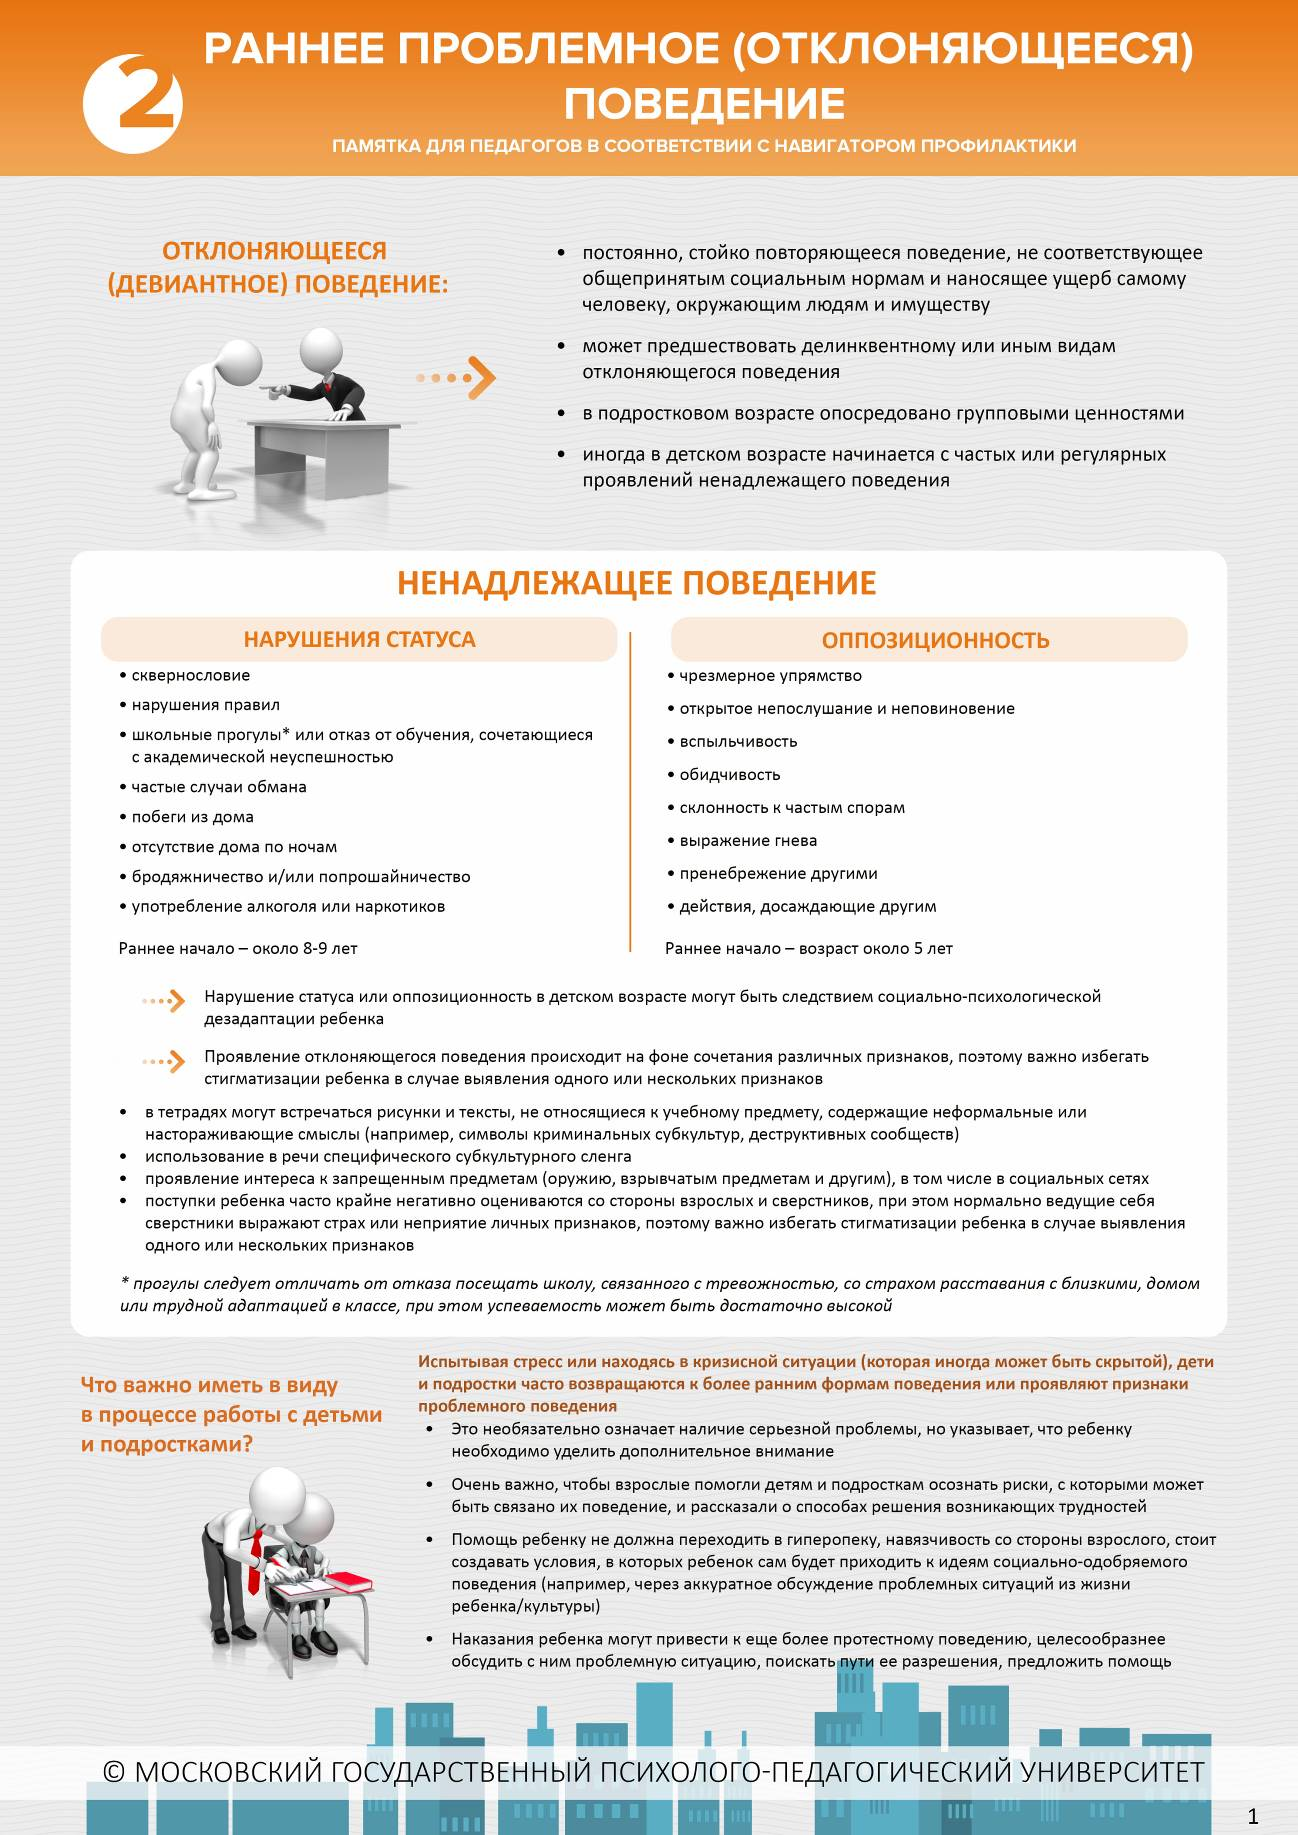 2
РАННЕЕ ПРОБЛЕМНОЕ (ОТКЛОНЯЮЩЕЕСЯ)
ПОВЕДЕНИЕ
ПАМЯТКА ДЛЯ ПЕДАГОГОВ В СООТВЕТСТВИИ С НАВИГАТОРОМ ПРОФИЛАКТИКИ
ОТКЛОНЯЮЩЕЕСЯ
(ДЕВИАНТНОЕ) ПОВЕДЕНИЕ:
• постоянно, стойко повторяющееся поведение, не соответствующее
общепринятым социальным нормам и наносящее ущерб самому
человеку, окружающим людям и имуществу
• может предшествовать делинквентному или иным видам
отклоняющегося поведения
• в подростковом возрасте опосредовано групповыми ценностями
• иногда в детском возрасте начинается с частых или регулярных
проявлений ненадлежащего поведения
НЕНАДЛЕЖАЩЕЕ ПОВЕДЕНИЕ
НАРУШЕНИЯ СТАТУСА
• сквернословие
• нарушения правил
• школьные прогулы* или отказ от обучения, сочетающиеся
с академической неуспешностью
• частые случаи обмана
• побеги из дома
• отсутствие дома по ночам
• бродяжничество и/или попрошайничество
• употребление алкоголя или наркотиков
Раннее начало – около 8-9 лет
ОППОЗИЦИОННОСТЬ
• чрезмерное упрямство
• открытое непослушание и неповиновение
• вспыльчивость
• обидчивость
• склонность к частым спорам
• выражение гнева
• пренебрежение другими
• действия, досаждающие другим
Раннее начало – возраст около 5 лет
Нарушение статуса или оппозиционность в детском возрасте могут быть следствием социально-психологической
дезадаптации ребенка
Проявление отклоняющегося поведения происходит на фоне сочетания различных признаков, поэтому важно избегать
стигматизации ребенка в случае выявления одного или нескольких признаков
• в тетрадях могут встречаться рисунки и тексты, не относящиеся к учебному предмету, содержащие неформальные или
настораживающие смыслы (например, символы криминальных субкультур, деструктивных сообществ)
• использование в речи специфического субкультурного сленга
• проявление интереса к запрещенным предметам (оружию, взрывчатым предметам и другим), в том числе в социальных сетях
• поступки ребенка часто крайне негативно оцениваются со стороны взрослых и сверстников, при этом нормально ведущие себя
сверстники выражают страх или неприятие личных признаков, поэтому важно избегать стигматизации ребенка в случае выявления
одного или нескольких признаков
* прогулы следует отличать от отказа посещать школу, связанного с тревожностью, со страхом расставания с близкими, домом
или трудной адаптацией в классе, при этом успеваемость может быть достаточно высокой
Что важно иметь в виду
в процессе работы с детьми
и подростками?
Испытывая стресс или находясь в кризисной ситуации (которая иногда может быть скрытой), дети
и подростки часто возвращаются к более ранним формам поведения или проявляют признаки
проблемного поведения
• Это необязательно означает наличие серьезной проблемы, но указывает, что ребенку
необходимо уделить дополнительное внимание
• Очень важно, чтобы взрослые помогли детям и подросткам осознать риски, с которыми может
быть связано их поведение, и рассказали о способах решения возникающих трудностей
• Помощь ребенку не должна переходить в гиперопеку, навязчивость со стороны взрослого, стоит
создавать условия, в которых ребенок сам будет приходить к идеям социально-одобряемого
поведения (например, через аккуратное обсуждение проблемных ситуаций из жизни
ребенка/культуры)
• Наказания ребенка могут привести к еще более протестному поведению, целесообразнее
обсудить с ним проблемную ситуацию, поискать пути ее разрешения, предложить помощь
© МОСКОВСКИЙ ГОСУДАРСТВЕННЫЙ ПСИХОЛОГО-ПЕДАГОГИЧЕСКИЙ УНИВЕРСИТЕТ
1